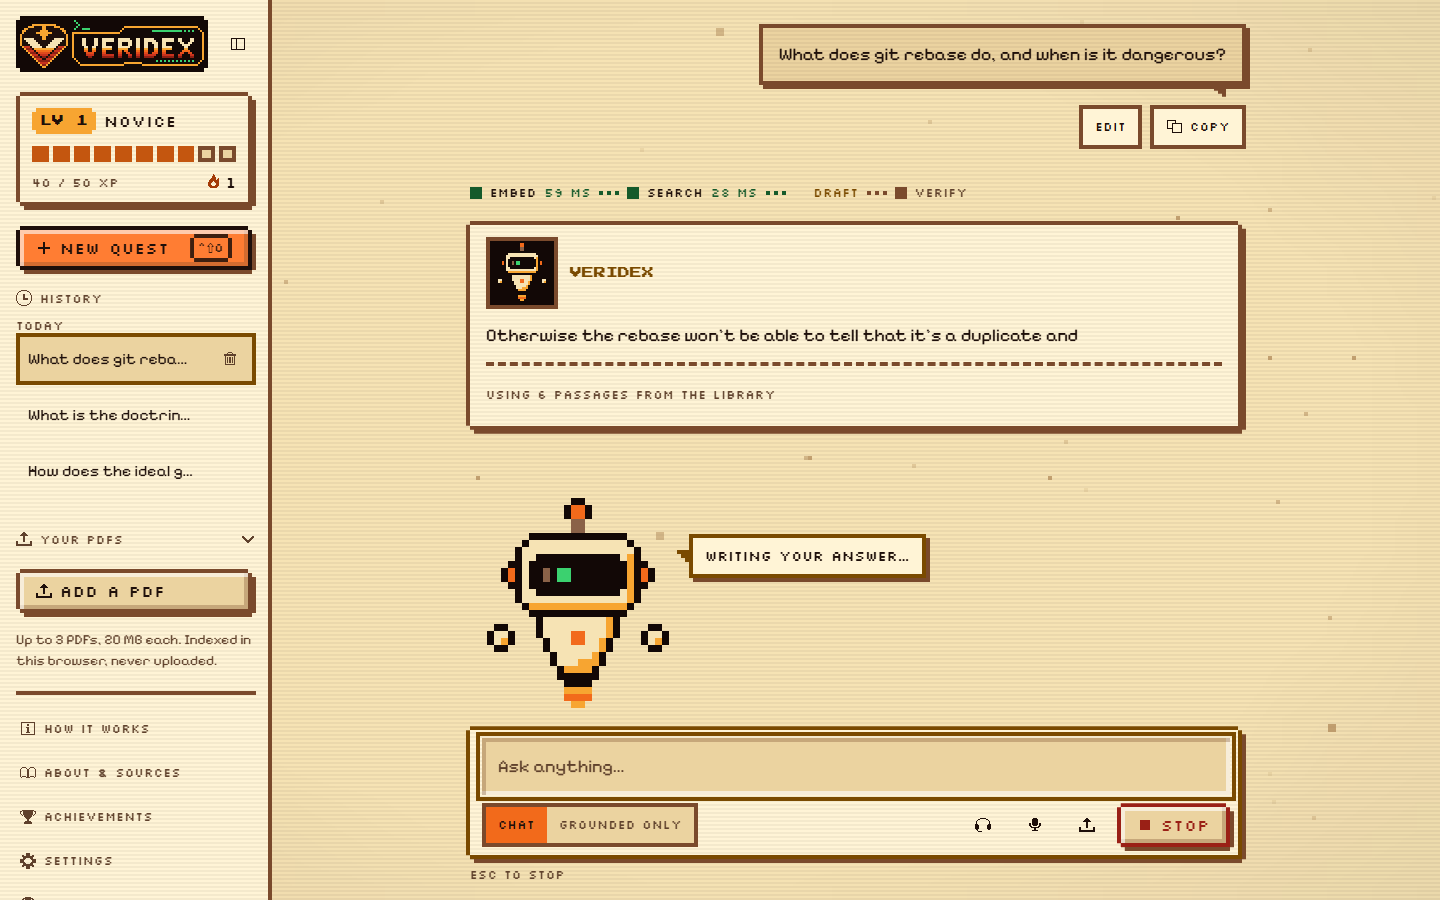 VERIDEX
LV 1 NOVICE
40 / 50 XP 1
+ NEW QUEST ^⇧O
HISTORY
TODAY
What does git reba...
What is the doctrin...
How does the ideal g...
YOUR PDFS
ADD A PDF
Up to 3 PDFs, 20 MB each. Indexed in
this browser, never uploaded.
HOW IT WORKS
ABOUT & SOURCES
ACHIEVEMENTS
SETTINGS
What does git rebase do, and when is it dangerous?
EDIT COPY
EMBED 59 MS SEARCH 28 MS DRAFT VERIFY
VERIDEX
Otherwise the rebase won't be able to tell that it's a duplicate and
USING 6 PASSAGES FROM THE LIBRARY
WRITING YOUR ANSWER...
Ask anything...
CHAT GROUNDED ONLY STOP
ESC TO STOP